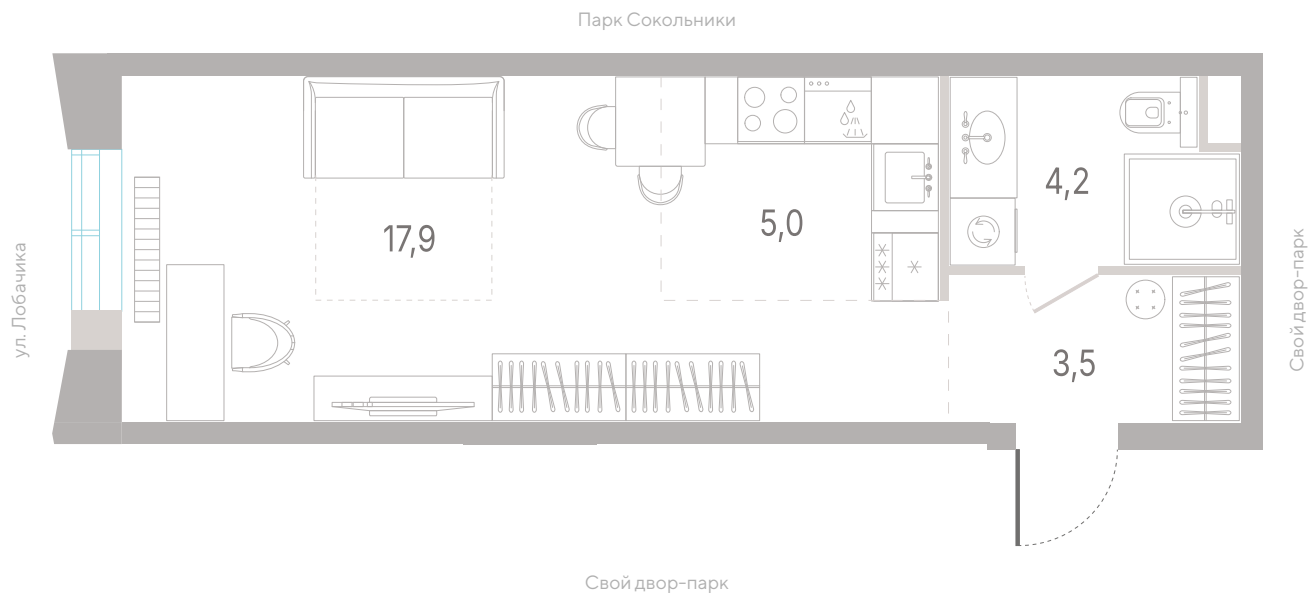 Парк Сокольники
ул. Лобачика
17,9
5,0
4,2
3,5
Свой двор-парк
Свой двор-парк